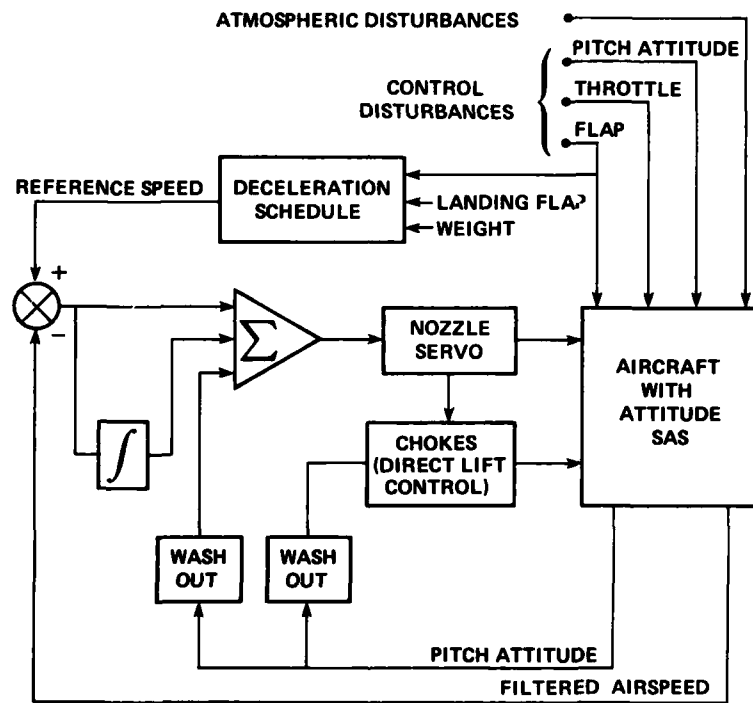 ATMOSPHERIC DISTURBANCES
PITCH ATTITUDE
CONTROL
DISTURBANCES
THROTTLE
FLAP
REFERENCE SPEED
DECELERATION
SCHEDULE
LANDING FLAP
WEIGHT
+
−
Σ
∫
NOZZLE
SERVO
CHOKES
(DIRECT LIFT
CONTROL)
AIRCRAFT
WITH
ATTITUDE
SAS
WASH
OUT
WASH
OUT
PITCH ATTITUDE
FILTERED AIRSPEED